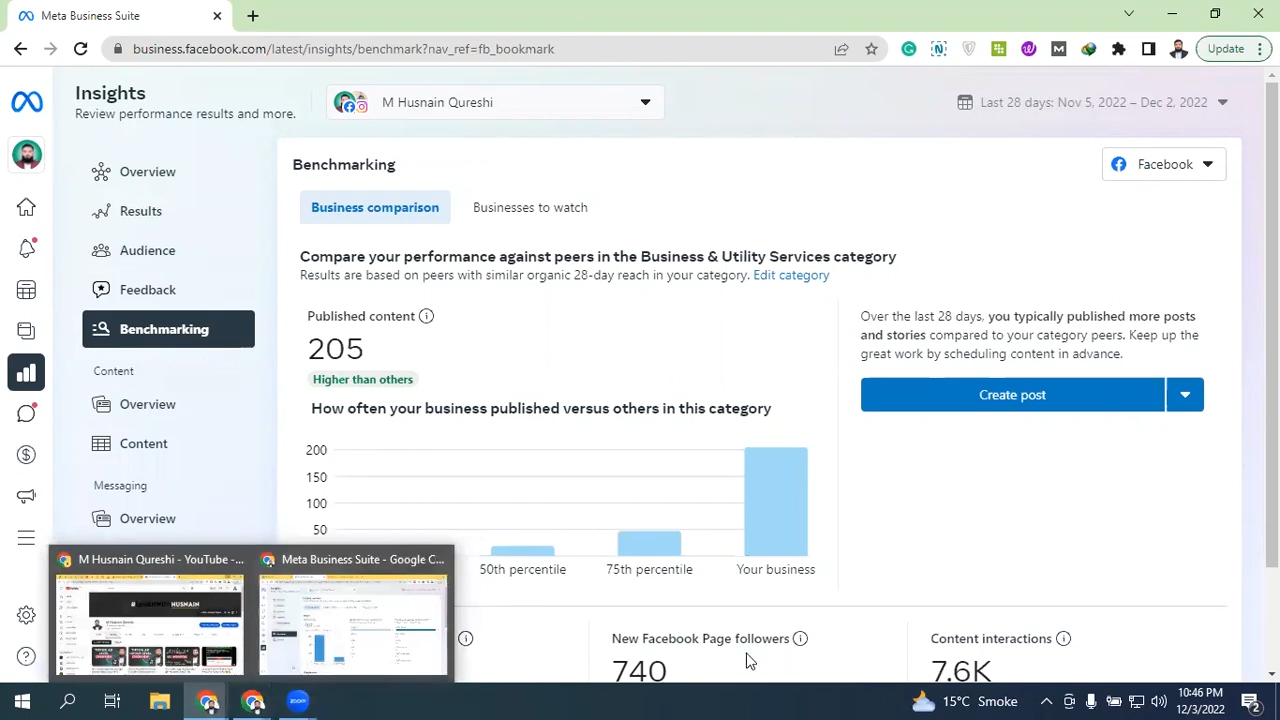 Meta Business Suite
business.facebook.com/latest/insights/benchmark?nav_ref=fb_bookmark
Update
Insights
Review performance results and more.
M Husnain Qureshi
Last 28 days: Nov 5, 2022 – Dec 2, 2022
Overview
Results
Audience
Feedback
Benchmarking
Content
Overview
Content
Messaging
Overview
Benchmarking
Facebook
Business comparison
Businesses to watch
Compare your performance against peers in the Business & Utility Services category
Results are based on peers with similar organic 28-day reach in your category. Edit category
Published content
205
Higher than others
How often your business published versus others in this category
200
150
100
50
50th percentile
75th percentile
Your business
Over the last 28 days, you typically published more posts
and stories compared to your category peers. Keep up the
great work by scheduling content in advance.
Create post
New Facebook Page followers
740
Content interactions
7.6K
M Husnain Qureshi - YouTube -...
Meta Business Suite - Google C...
zoom
15°C Smoke
10:46 PM
12/3/2022
2